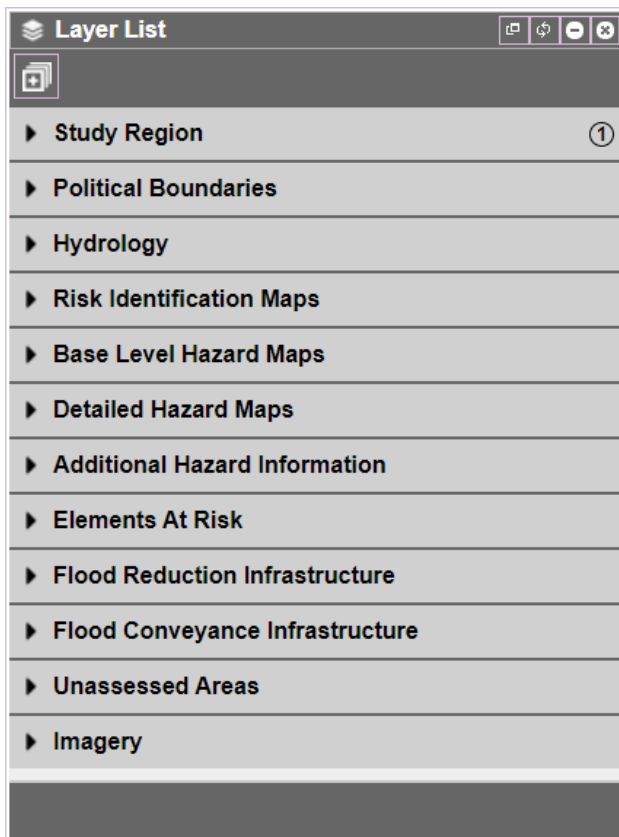 Layer List
Study Region 1
Political Boundaries
Hydrology
Risk Identification Maps
Base Level Hazard Maps
Detailed Hazard Maps
Additional Hazard Information
Elements At Risk
Flood Reduction Infrastructure
Flood Conveyance Infrastructure
Unassessed Areas
Imagery